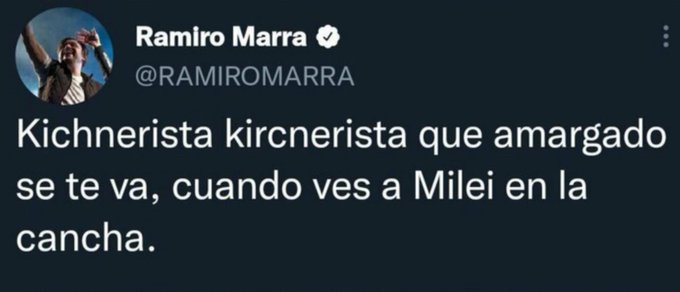 Ramiro Marra
@RAMIROMARRA
Kichnerista kircnerista que amargado
se te va, cuando ves a Milei en la
cancha.